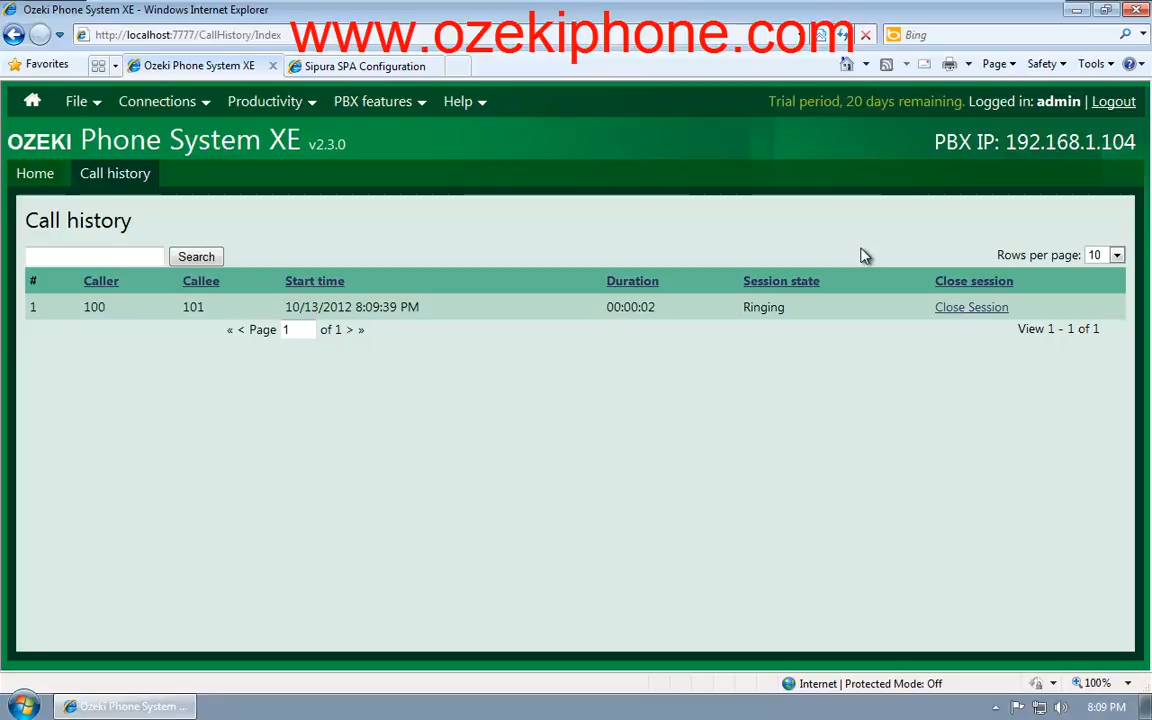 Ozeki Phone System XE - Windows Internet Explorer
http://localhost:7777/CallHistory/Index
www.ozekiphone.com
Bing
Favorites
Ozeki Phone System XE
Sipura SPA Configuration
Page
Safety
Tools
File
Connections
Productivity
PBX features
Help
Trial period, 20 days remaining. Logged in: admin | Logout
OZEKI Phone System XE v2.3.0
PBX IP: 192.168.1.104
Home
Call history
Call history
Search
Rows per page: 10
# Caller Callee Start time Duration Session state Close session
1 100 101 10/13/2012 8:09:39 PM 00:00:02 Ringing Close Session
« < Page 1 of 1 > »
View 1 - 1 of 1
Internet | Protected Mode: Off
100%
Ozeki Phone System ...
8:09 PM